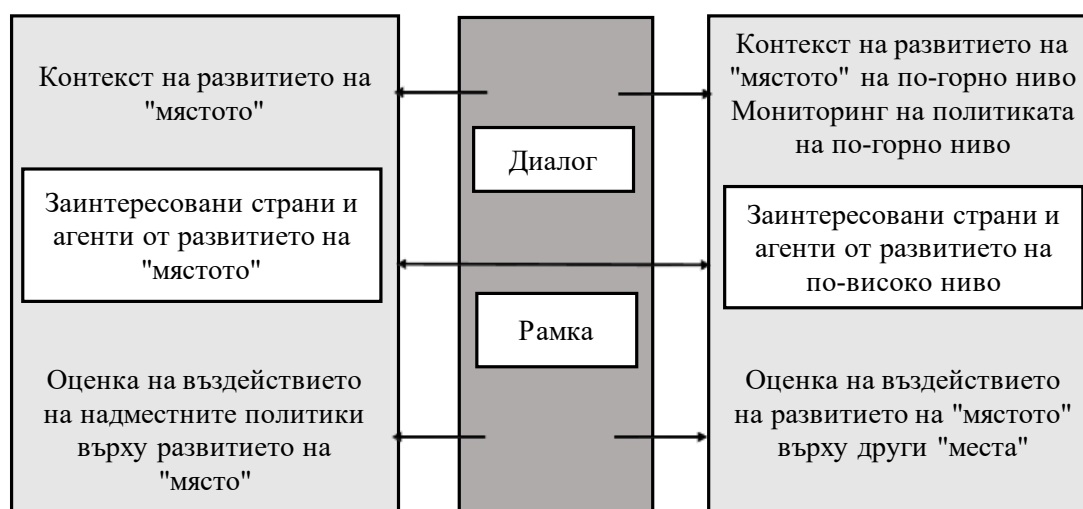 Контекст на развитието на
"мястото"
Заинтересовани страни и
агенти от развитието на
"мястото"
Оценка на въздействието
на надместните политики
върху развитието на
"място"
Диалог
Рамка
Контекст на развитието на
"мястото" на по-горно ниво
Мониторинг на политиката
на по-горно ниво
Заинтересовани страни и
агенти от развитието на
по-високо ниво
Оценка на въздействието
на развитието на "мястото"
върху други "места"